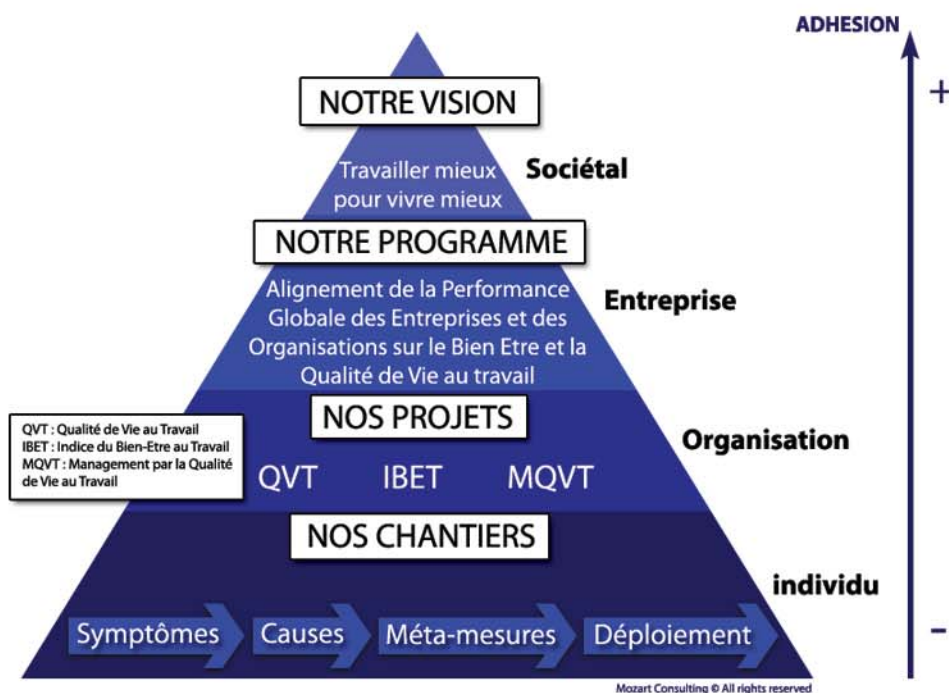 ADHESION
+
NOTRE VISION
Travailler mieux
pour vivre mieux
Sociétal
NOTRE PROGRAMME
Alignement de la Performance
Globale des Entreprises et des
Organisations sur le Bien Etre et la
Qualité de Vie au travail
Entreprise
NOS PROJETS
QVT : Qualité de Vie au Travail
IBET : Indice du Bien-Etre au Travail
MQVT : Management par la Qualité
de Vie au Travail
QVT IBET MQVT
Organisation
NOS CHANTIERS
individu
Symptômes Causes Méta-mesures Déploiement
-
Mozart Consulting © All rights reserved